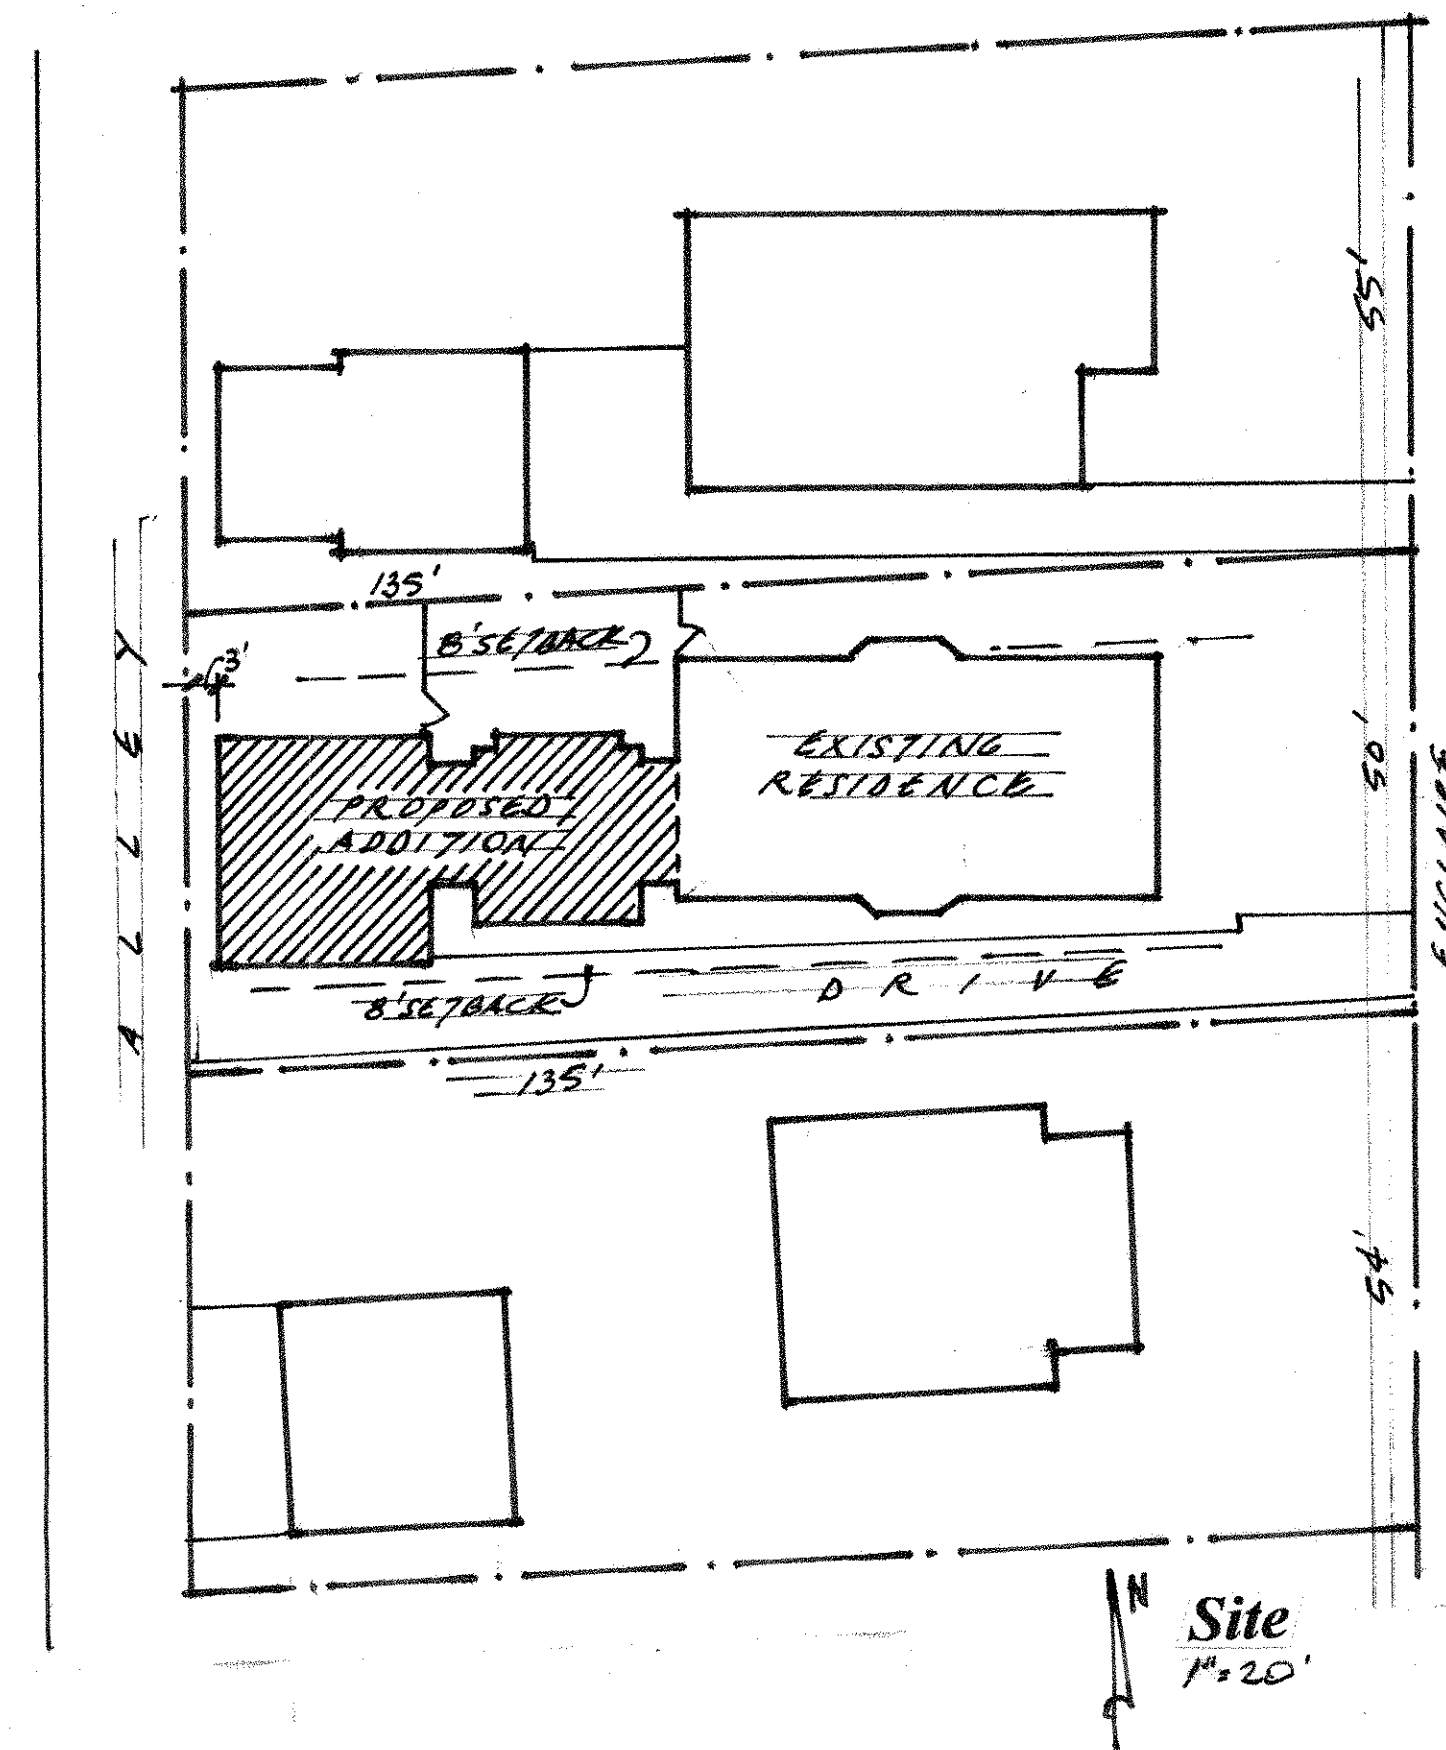 55'
135'
8' SETBACK
3'
ALLEY
50'
EXISTING
RESIDENCE
PROPOSED
ADDITION
DRIVE
8' SETBACK
135'
54'
N
Site
1"=20'